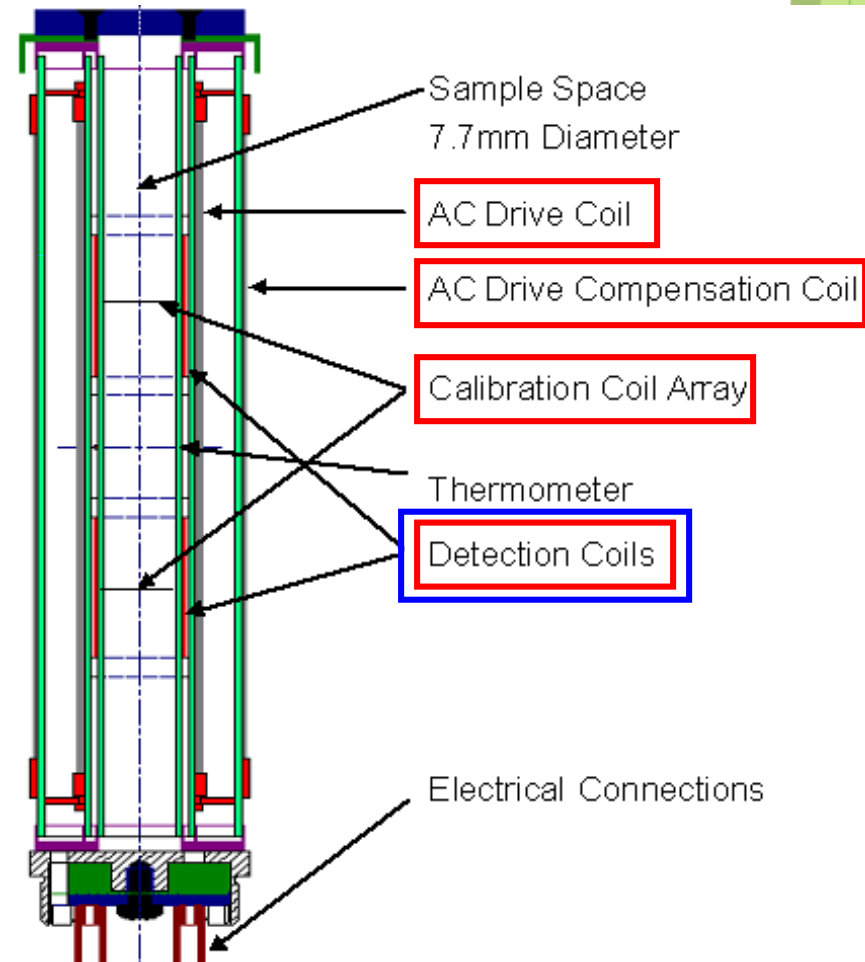 Sample Space
7.7mm Diameter
AC Drive Coil
AC Drive Compensation Coil
Calibration Coil Array
Thermometer
Detection Coils
Electrical Connections